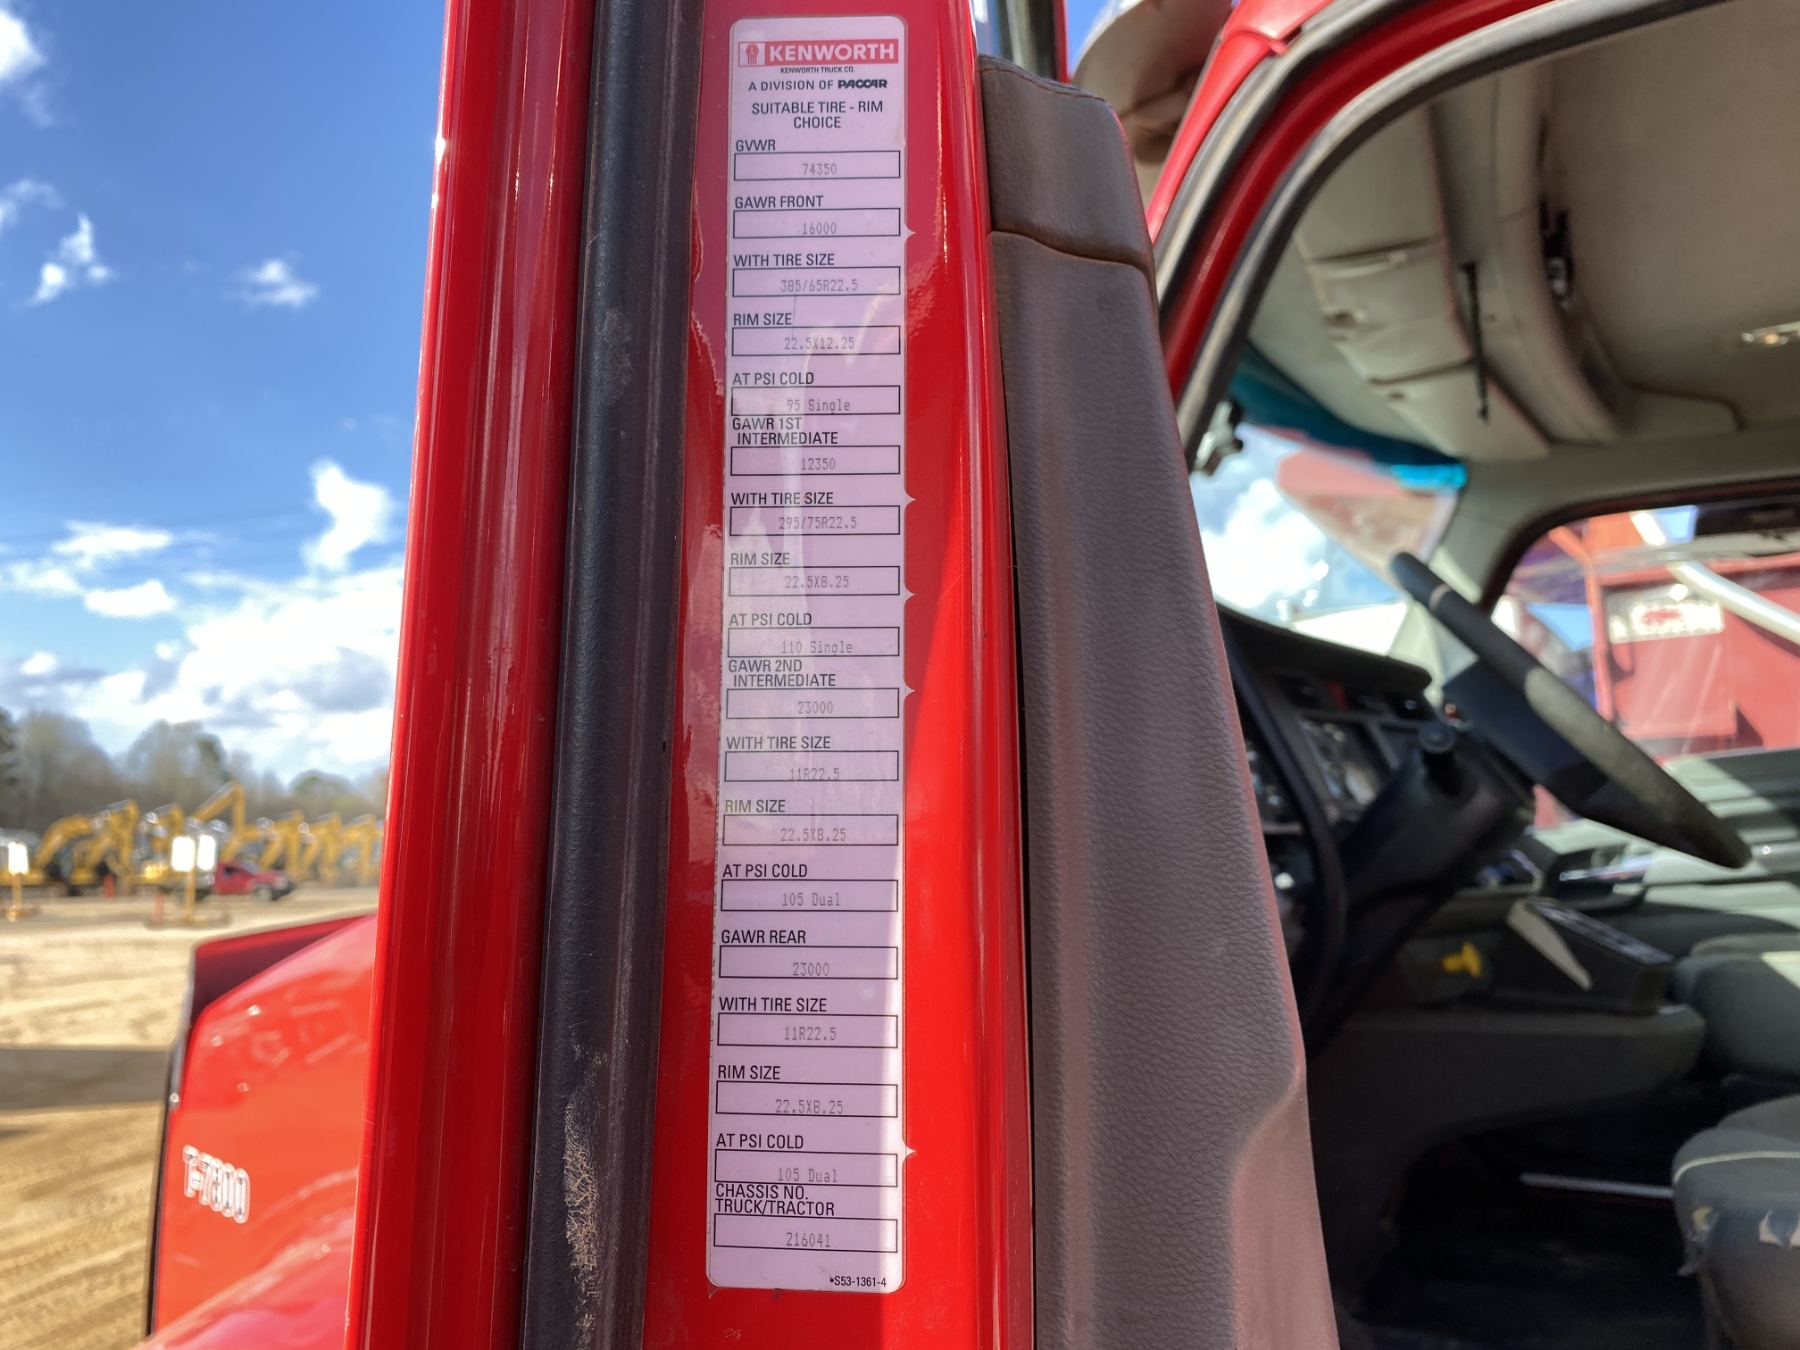 KENWORTH
KENWORTH TRUCK CO.
A DIVISION OF PACCAR
SUITABLE TIRE - RIM
CHOICE
GVWR
74350
GAWR FRONT
16000
WITH TIRE SIZE
385/65R22.5
RIM SIZE
22.5X12.25
AT PSI COLD
95 Single
GAWR 1ST
INTERMEDIATE
12350
WITH TIRE SIZE
295/75R22.5
RIM SIZE
22.5X8.25
AT PSI COLD
110 Single
GAWR 2ND
INTERMEDIATE
23000
WITH TIRE SIZE
11R22.5
RIM SIZE
22.5X8.25
AT PSI COLD
105 Dual
GAWR REAR
23000
WITH TIRE SIZE
11R22.5
RIM SIZE
22.5X8.25
AT PSI COLD
105 Dual
CHASSIS NO.
TRUCK/TRACTOR
216041
*S53-1361-4
T-7800